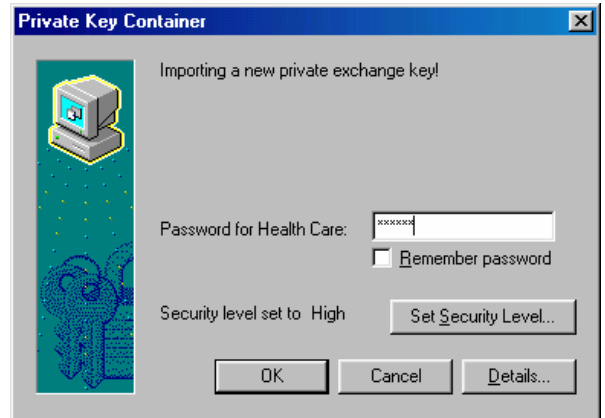 Private Key Container
Importing a new private exchange key!
Password for Health Care: ××××××
Remember password
Security level set to High Set Security Level...
OK Cancel Details...